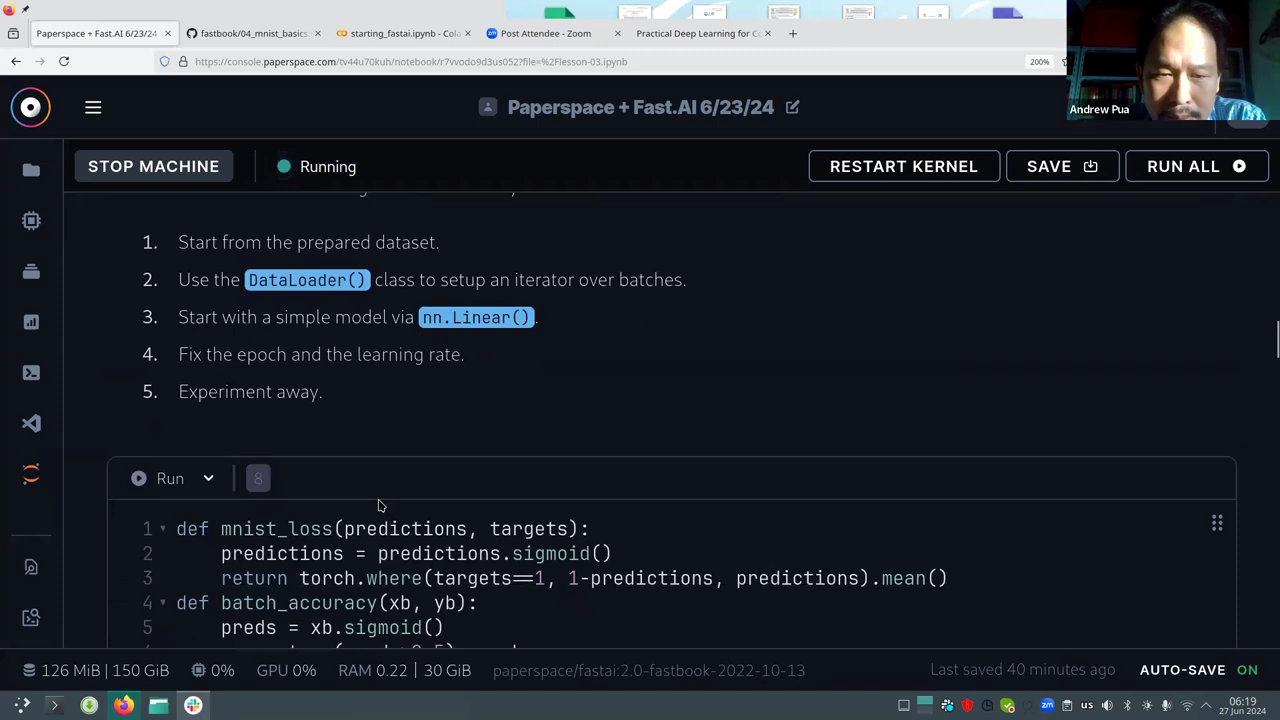 Paperspace + Fast.AI 6/23/24
fastbook/04_mnist_basics.
starting_fastai.ipynb - Cola
zm Post Attendee - Zoom
Practical Deep Learning for Co
https://console.paperspace.com/tv44u70kuh/notebook/r7vvodo9d3us052?file=%2Flesson-03.ipynb
200%
Andrew Pua
Paperspace + Fast.AI 6/23/24
STOP MACHINE
Running
RESTART KERNEL
SAVE
RUN ALL
1. Start from the prepared dataset.
2. Use the DataLoader() class to setup an iterator over batches.
3. Start with a simple model via nn.Linear().
4. Fix the epoch and the learning rate.
5. Experiment away.
Run
8
1 def mnist_loss(predictions, targets):
2 predictions = predictions.sigmoid()
3 return torch.where(targets==1, 1-predictions, predictions).mean()
4 def batch_accuracy(xb, yb):
5 preds = xb.sigmoid()
126 MiB | 150 GiB
0%
GPU 0%
RAM 0.22 | 30 GiB
paperspace/fastai:2.0-fastbook-2022-10-13
Last saved 40 minutes ago
AUTO-SAVE ON
zm
us
06:19
27 Jun 2024